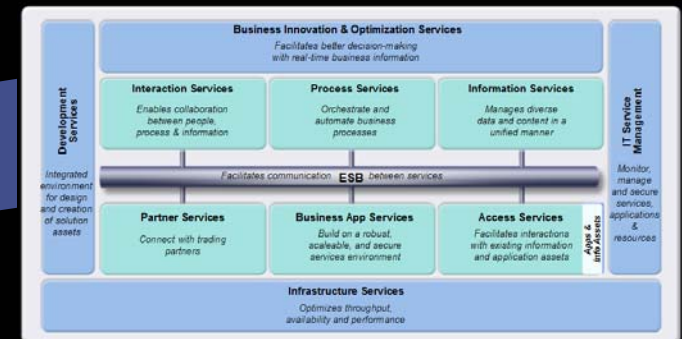 Business Innovation & Optimization Services
Facilitates better decision-making
with real-time business information
Development
Services
Integrated
environment
for design
and creation
of solution
assets
Interaction Services
Enables collaboration
between people,
process & information
Process Services
Orchestrate and
automate business
processes
Information Services
Manages diverse
data and content in a
unified manner
IT Service
Management
Monitor,
manage
and secure
services,
applications
&
resources
Facilitates communication ESB between services
Partner Services
Connect with trading
partners
Business App Services
Build on a robust,
scaleable, and secure
services environment
Access Services
Facilitates interactions
with existing information
and application assets
Apps &
Info Assets
Infrastructure Services
Optimizes throughput,
availability and performance